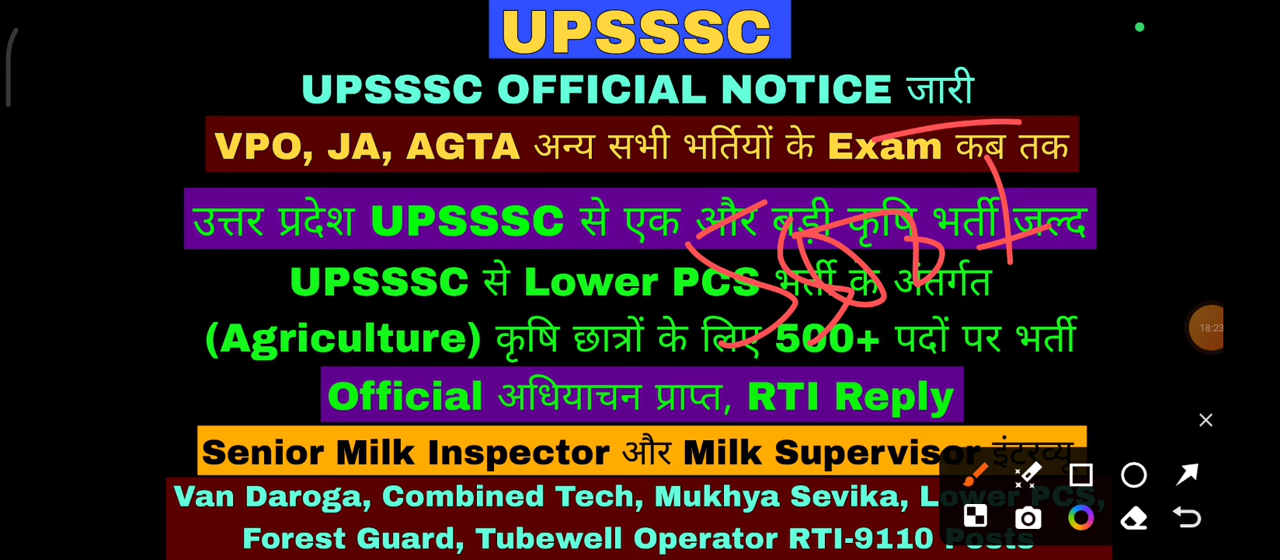 UPSSSC
UPSSSC OFFICIAL NOTICE जारी
VPO, JA, AGTA अन्य सभी भर्तियों के Exam कब तक
उत्तर प्रदेश UPSSSC से एक और बड़ी कृषि भर्ती जल्द
UPSSSC से Lower PCS भर्ती के अंतर्गत
(Agriculture) कृषि छात्रों के लिए 500+ पदों पर भर्ती
Official अधियाचन प्राप्त, RTI Reply
Senior Milk Inspector और Milk Supervisor इंटरव्यू
Van Daroga, Combined Tech, Mukhya Sevika, Lower PCS,
Forest Guard, Tubewell Operator RTI-9110 Posts
18:23